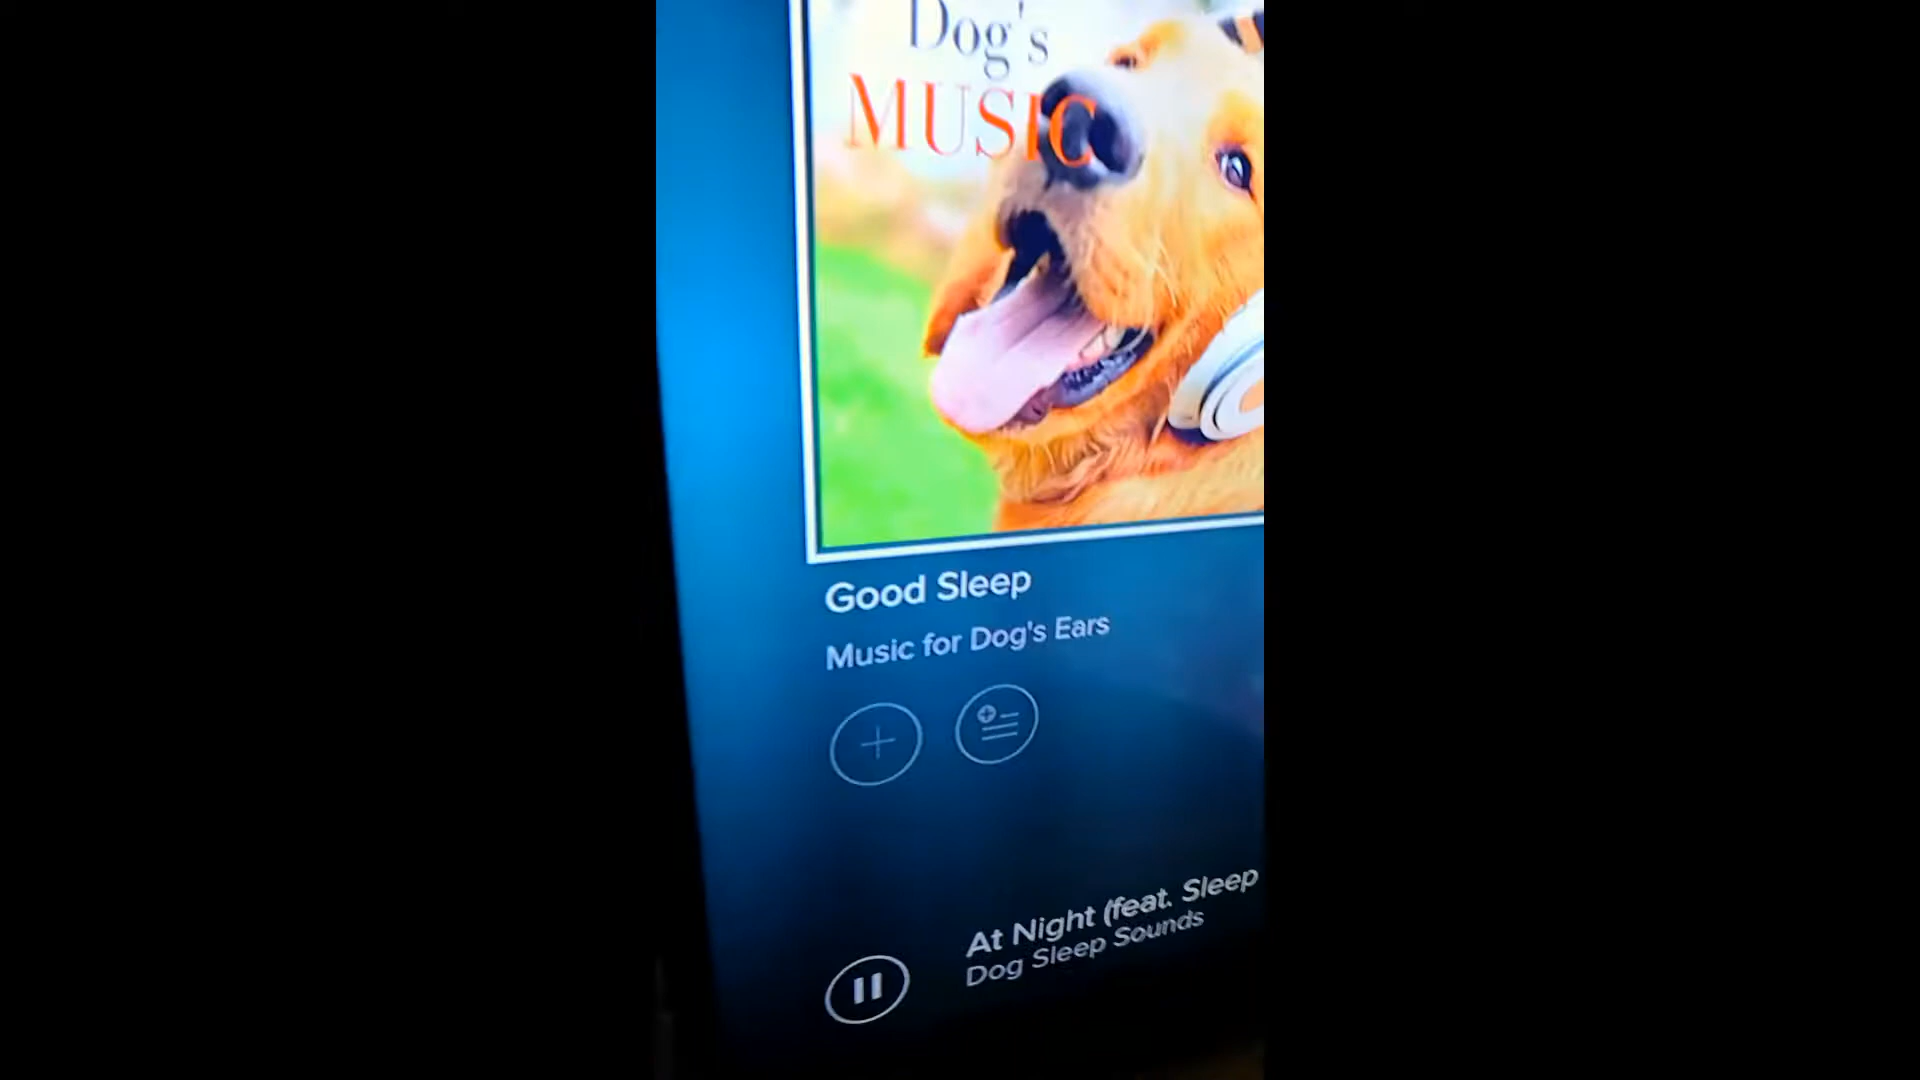 Dog's
MUSIC
Good Sleep
Music for Dog's Ears
At Night (feat. Sleep
Dog Sleep Sounds